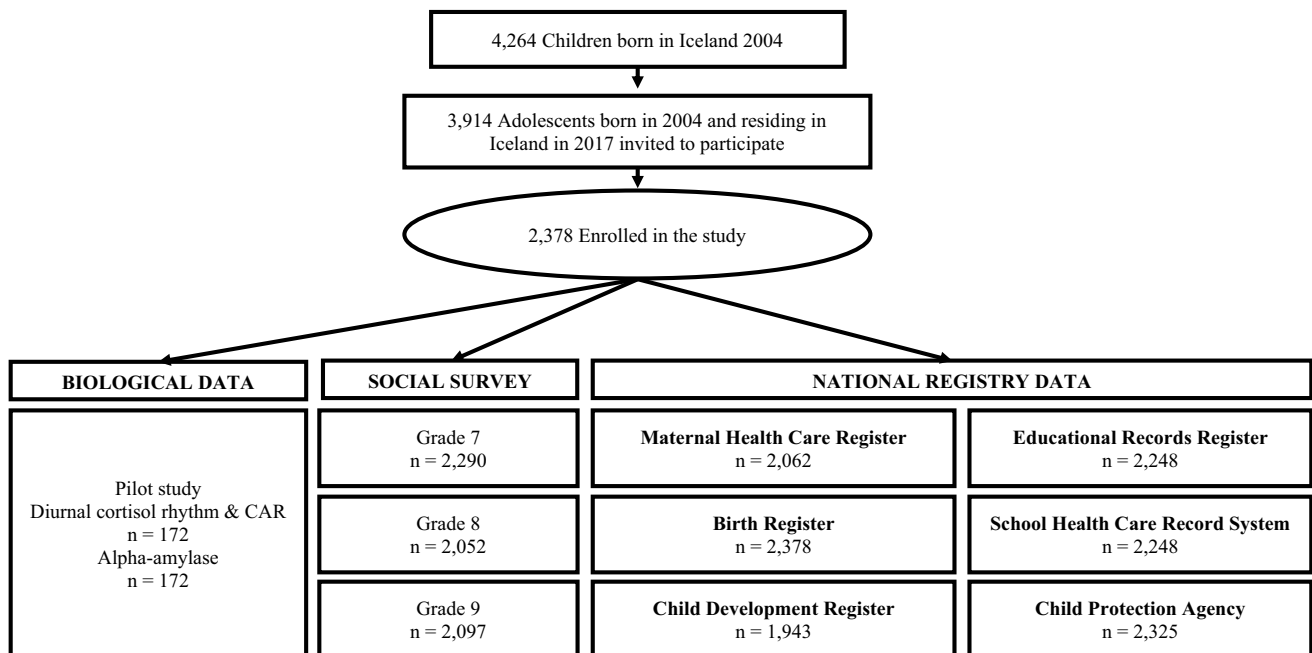 4,264 Children born in Iceland 2004
3,914 Adolescents born in 2004 and residing in
Iceland in 2017 invited to participate
2,378 Enrolled in the study
BIOLOGICAL DATA
Pilot study
Diurnal cortisol rhythm & CAR
n = 172
Alpha-amylase
n = 172
SOCIAL SURVEY
Grade 7
n = 2,290
Grade 8
n = 2,052
Grade 9
n = 2,097
NATIONAL REGISTRY DATA
Maternal Health Care Register
n = 2,062
Educational Records Register
n = 2,248
Birth Register
n = 2,378
School Health Care Record System
n = 2,248
Child Development Register
n = 1,943
Child Protection Agency
n = 2,325